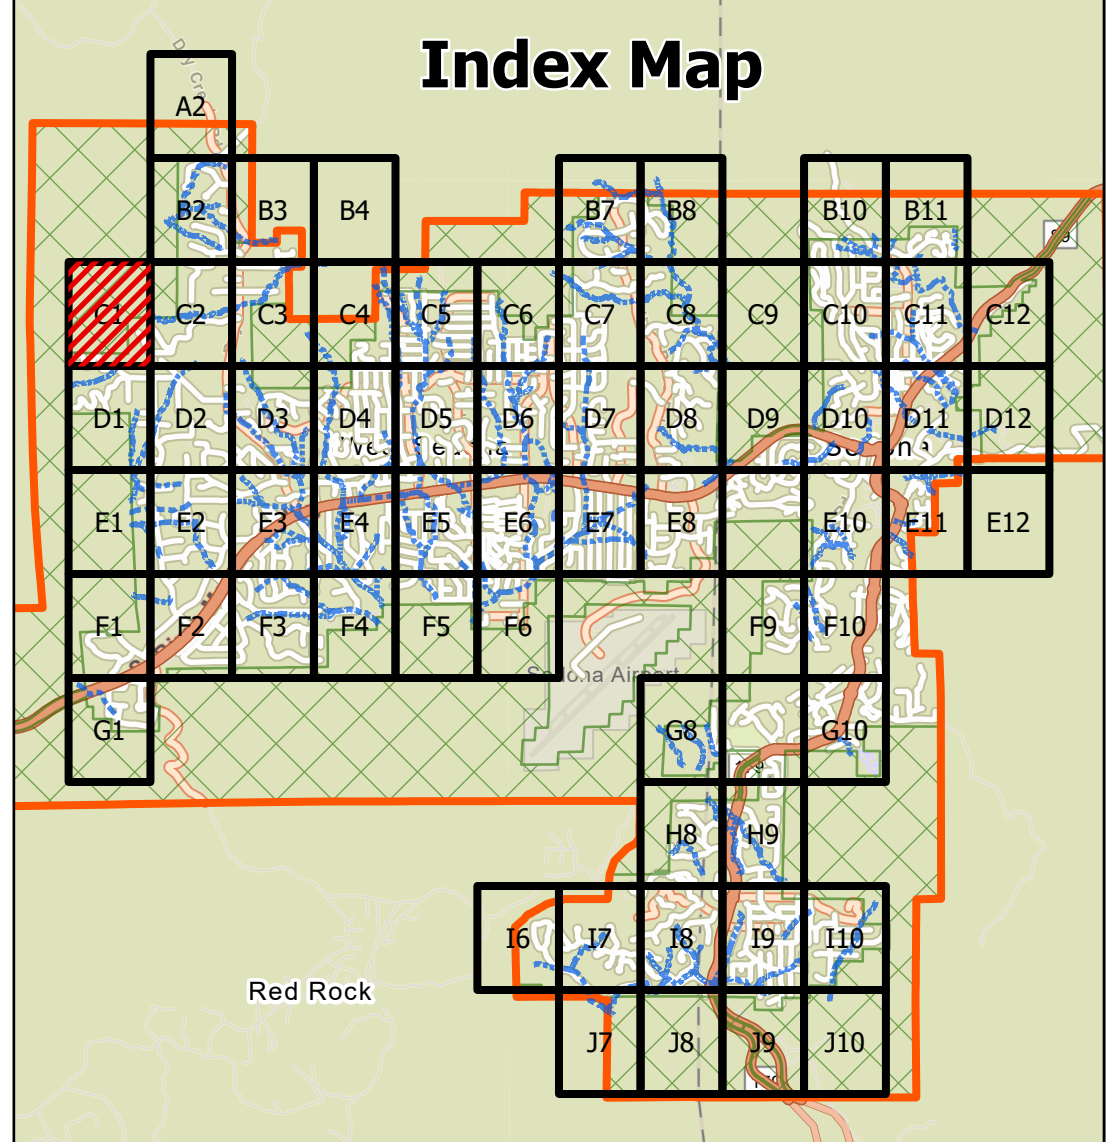 Index Map
A2
B2 B3 B4 B7 B8 B10 B11
C1 C2 C3 C4 C5 C6 C7 C8 C9 C10 C11 C12
D1 D2 D3 D4 D5 D6 D7 D8 D9 D10 D11 D12
E1 E2 E3 E4 E5 E6 E7 E8 E10 E11 E12
F1 F2 F3 F4 F5 F6 F9 F10
Sedona Airport
G1 G8 G10
H8 H9
I6 I7 I8 I9 I10
Red Rock
J7 J8 J9 J10